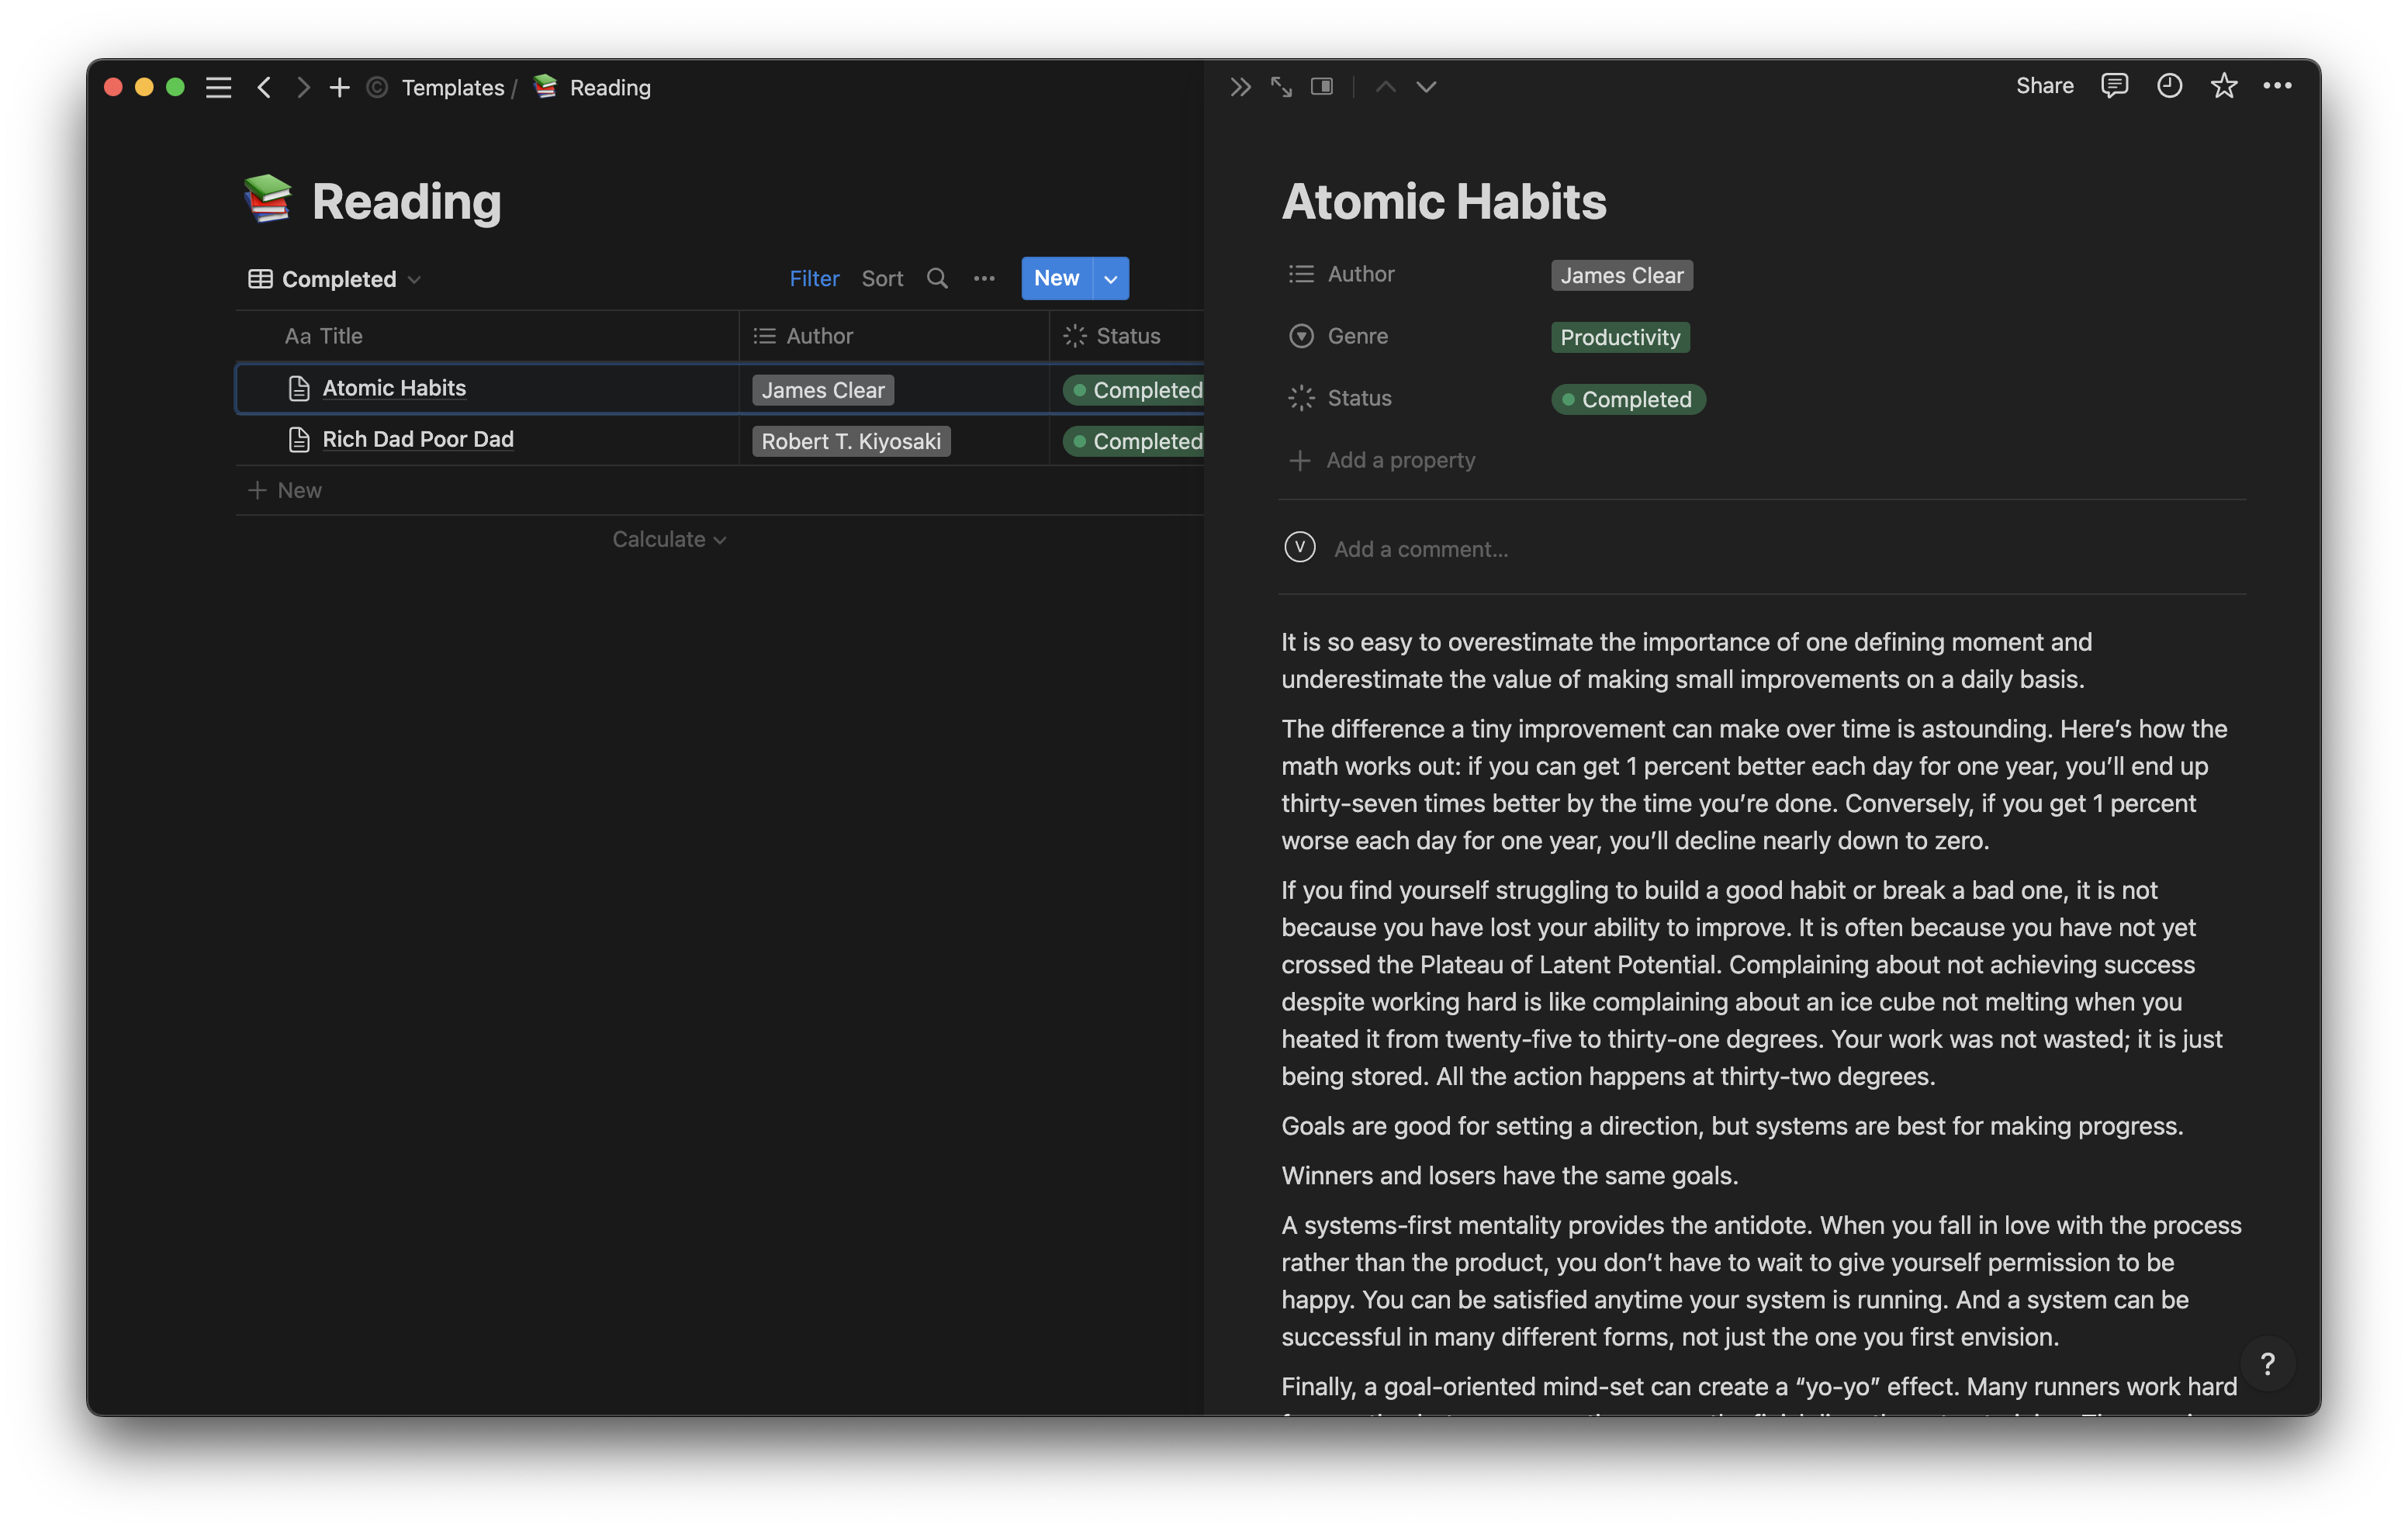 © Templates / Reading
Share
Reading
Completed
Filter Sort New
Aa Title Author Status
Atomic Habits James Clear Completed
Rich Dad Poor Dad Robert T. Kiyosaki Completed
+ New
Calculate
Atomic Habits
Author James Clear
Genre Productivity
Status Completed
+ Add a property
V Add a comment...
It is so easy to overestimate the importance of one defining moment and
underestimate the value of making small improvements on a daily basis.
The difference a tiny improvement can make over time is astounding. Here’s how the
math works out: if you can get 1 percent better each day for one year, you’ll end up
thirty-seven times better by the time you’re done. Conversely, if you get 1 percent
worse each day for one year, you’ll decline nearly down to zero.
If you find yourself struggling to build a good habit or break a bad one, it is not
because you have lost your ability to improve. It is often because you have not yet
crossed the Plateau of Latent Potential. Complaining about not achieving success
despite working hard is like complaining about an ice cube not melting when you
heated it from twenty-five to thirty-one degrees. Your work was not wasted; it is just
being stored. All the action happens at thirty-two degrees.
Goals are good for setting a direction, but systems are best for making progress.
Winners and losers have the same goals.
A systems-first mentality provides the antidote. When you fall in love with the process
rather than the product, you don’t have to wait to give yourself permission to be
happy. You can be satisfied anytime your system is running. And a system can be
successful in many different forms, not just the one you first envision.
Finally, a goal-oriented mind-set can create a “yo-yo” effect. Many runners work hard
?